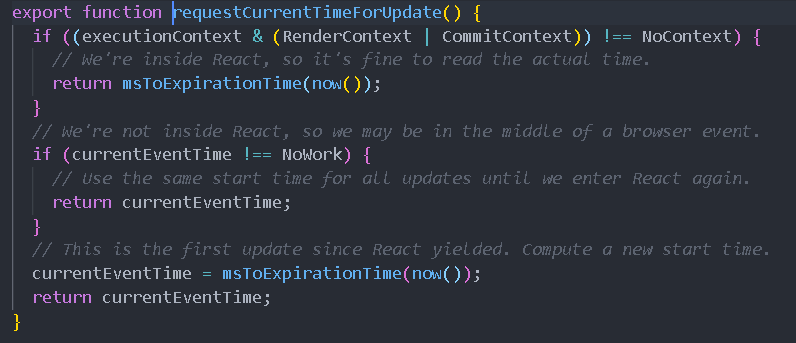 export function requestCurrentTimeForUpdate() {
  if ((executionContext & (RenderContext | CommitContext)) !== NoContext) {
    // We're inside React, so it's fine to read the actual time.
    return msToExpirationTime(now());
  }
  // We're not inside React, so we may be in the middle of a browser event.
  if (currentEventTime !== NoWork) {
    // Use the same start time for all updates until we enter React again.
    return currentEventTime;
  }
  // This is the first update since React yielded. Compute a new start time.
  currentEventTime = msToExpirationTime(now());
  return currentEventTime;
}